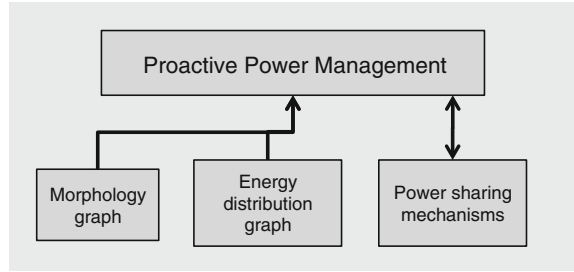 Proactive Power Management
Morphology
graph
Energy
distribution
graph
Power sharing
mechanisms